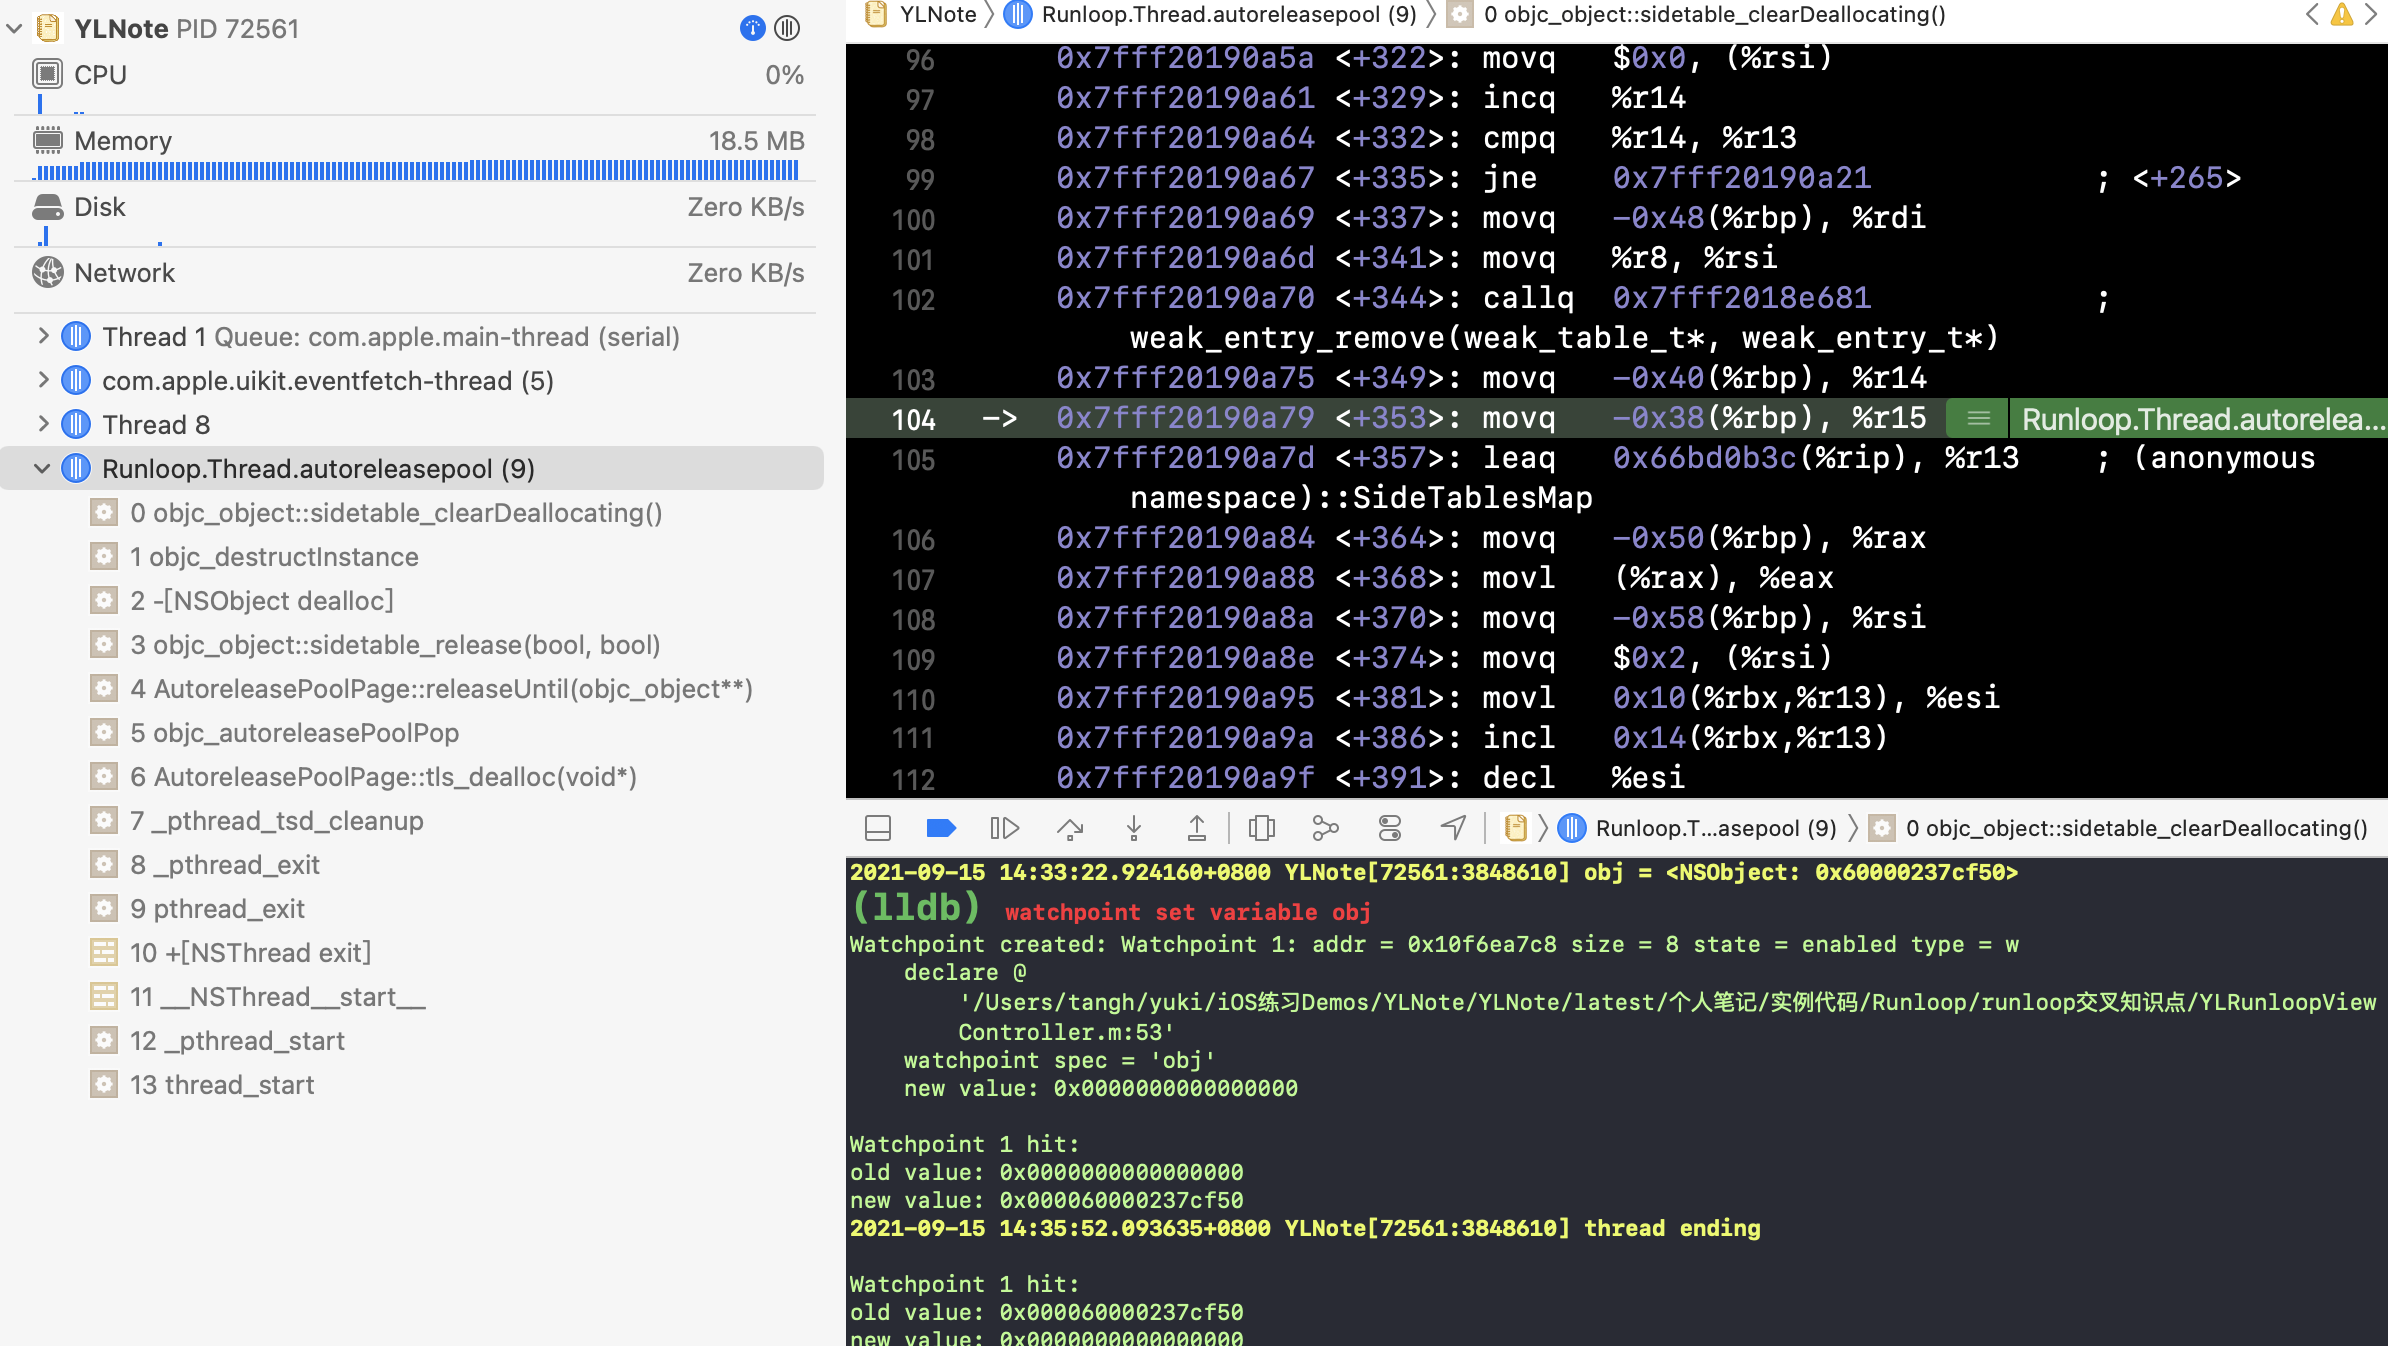 YLNote PID 72561
CPU 0%
Memory 18.5 MB
Disk Zero KB/s
Network Zero KB/s
Thread 1 Queue: com.apple.main-thread (serial)
com.apple.uikit.eventfetch-thread (5)
Thread 8
Runloop.Thread.autoreleasepool (9)
0 objc_object::sidetable_clearDeallocating()
1 objc_destructInstance
2 -[NSObject dealloc]
3 objc_object::sidetable_release(bool, bool)
4 AutoreleasePoolPage::releaseUntil(objc_object**)
5 objc_autoreleasePoolPop
6 AutoreleasePoolPage::tls_dealloc(void*)
7 _pthread_tsd_cleanup
8 _pthread_exit
9 pthread_exit
10 +[NSThread exit]
11 __NSThread__start__
12 _pthread_start
13 thread_start
YLNote Runloop.Thread.autoreleasepool (9) 0 objc_object::sidetable_clearDeallocating()
96 0x7fff20190a5a <+322>: movq $0x0, (%rsi)
97 0x7fff20190a61 <+329>: incq %r14
98 0x7fff20190a64 <+332>: cmpq %r14, %r13
99 0x7fff20190a67 <+335>: jne 0x7fff20190a21 ; <+265>
100 0x7fff20190a69 <+337>: movq -0x48(%rbp), %rdi
101 0x7fff20190a6d <+341>: movq %r8, %rsi
102 0x7fff20190a70 <+344>: callq 0x7fff2018e681 ;
weak_entry_remove(weak_table_t*, weak_entry_t*)
103 0x7fff20190a75 <+349>: movq -0x40(%rbp), %r14
104 -> 0x7fff20190a79 <+353>: movq -0x38(%rbp), %r15 Runloop.Thread.autorelea...
105 0x7fff20190a7d <+357>: leaq 0x66bd0b3c(%rip), %r13 ; (anonymous
namespace)::SideTablesMap
106 0x7fff20190a84 <+364>: movq -0x50(%rbp), %rax
107 0x7fff20190a88 <+368>: movl (%rax), %eax
108 0x7fff20190a8a <+370>: movq -0x58(%rbp), %rsi
109 0x7fff20190a8e <+374>: movq $0x2, (%rsi)
110 0x7fff20190a95 <+381>: movl 0x10(%rbx,%r13), %esi
111 0x7fff20190a9a <+386>: incl 0x14(%rbx,%r13)
112 0x7fff20190a9f <+391>: decl %esi
Runloop.T...asepool (9) 0 objc_object::sidetable_clearDeallocating()
2021-09-15 14:33:22.924160+0800 YLNote[72561:3848610] obj = <NSObject: 0x60000237cf50>
(lldb) watchpoint set variable obj
Watchpoint created: Watchpoint 1: addr = 0x10f6ea7c8 size = 8 state = enabled type = w
declare @
'/Users/tangh/yuki/iOS练习Demos/YLNote/YLNote/latest/个人笔记/实例代码/Runloop/runloop交叉知识点/YLRunloopView
Controller.m:53'
watchpoint spec = 'obj'
new value: 0x0000000000000000
Watchpoint 1 hit:
old value: 0x0000000000000000
new value: 0x000060000237cf50
2021-09-15 14:35:52.093635+0800 YLNote[72561:3848610] thread ending
Watchpoint 1 hit:
old value: 0x000060000237cf50
new value: 0x0000000000000000